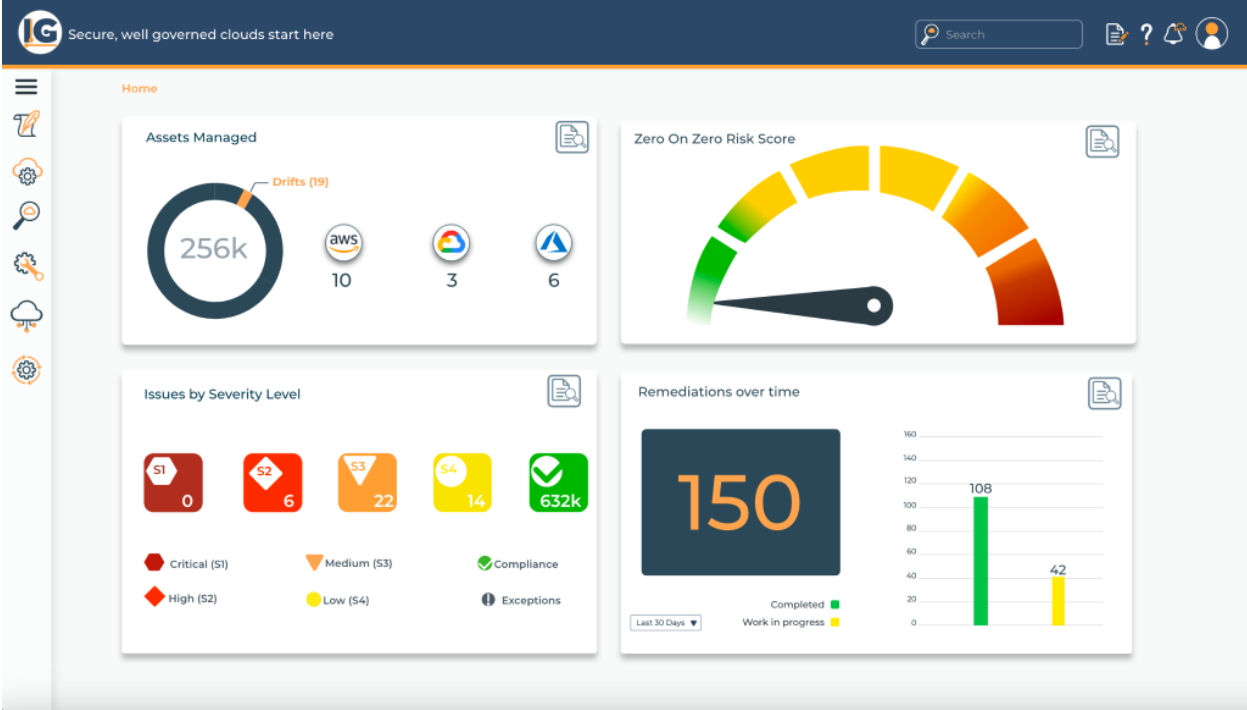 IG Secure, well governed clouds start here
Search
?
Home
Assets Managed
Drifts (19)
256k
aws
10 3 6
Zero On Zero Risk Score
Issues by Severity Level
S1 S2 S3 S4
0 6 22 14 632k
Critical (S1) Medium (S3) Compliance
High (S2) Low (S4) Exceptions
Remediations over time
150
Completed
Last 30 Days Work in progress
160
140
120
100
80
60
40
20
0
108
42